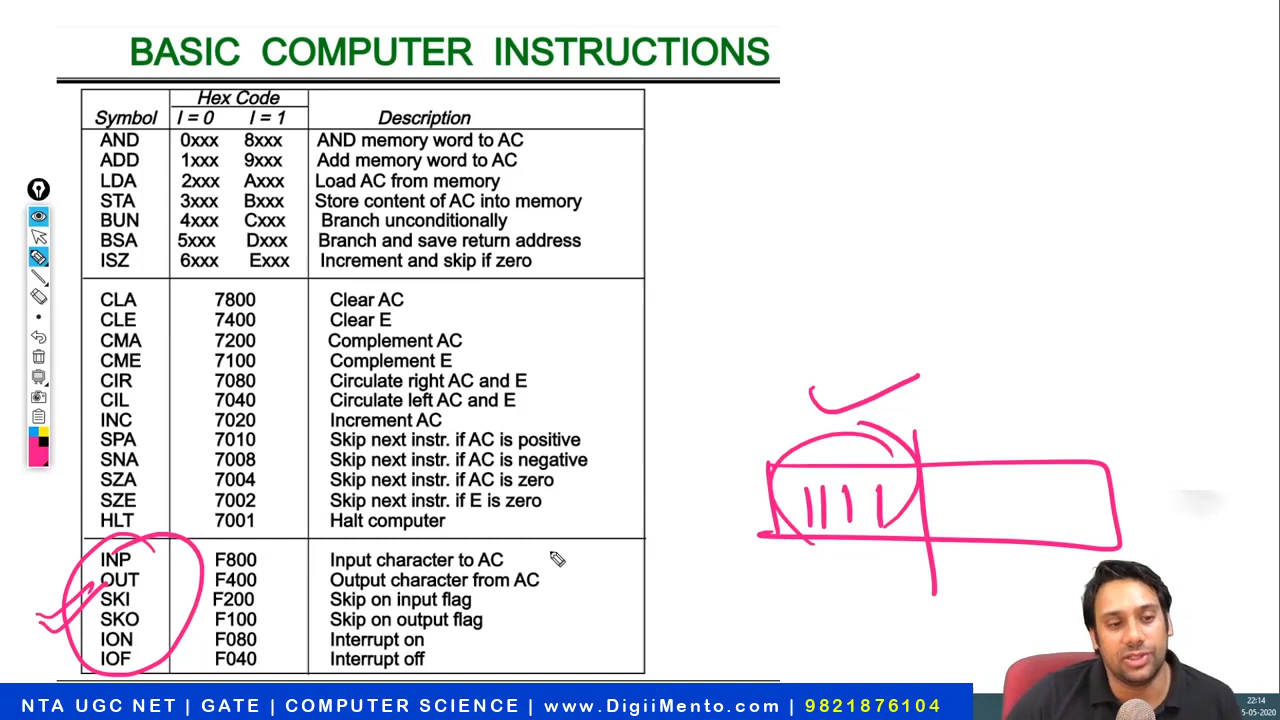 BASIC COMPUTER INSTRUCTIONS
Hex Code
Symbol I = 0 I = 1 Description
AND 0xxx 8xxx AND memory word to AC
ADD 1xxx 9xxx Add memory word to AC
LDA 2xxx Axxx Load AC from memory
STA 3xxx Bxxx Store content of AC into memory
BUN 4xxx Cxxx Branch unconditionally
BSA 5xxx Dxxx Branch and save return address
ISZ 6xxx Exxx Increment and skip if zero
CLA 7800 Clear AC
CLE 7400 Clear E
CMA 7200 Complement AC
CME 7100 Complement E
CIR 7080 Circulate right AC and E
CIL 7040 Circulate left AC and E
INC 7020 Increment AC
SPA 7010 Skip next instr. if AC is positive
SNA 7008 Skip next instr. if AC is negative
SZA 7004 Skip next instr. if AC is zero
SZE 7002 Skip next instr. if E is zero
HLT 7001 Halt computer
INP F800 Input character to AC
OUT F400 Output character from AC
SKI F200 Skip on input flag
SKO F100 Skip on output flag
ION F080 Interrupt on
IOF F040 Interrupt off
1111
NTA UGC NET | GATE | COMPUTER SCIENCE | www.DigiiMento.com | 9821876104
22:14
5-05-2020